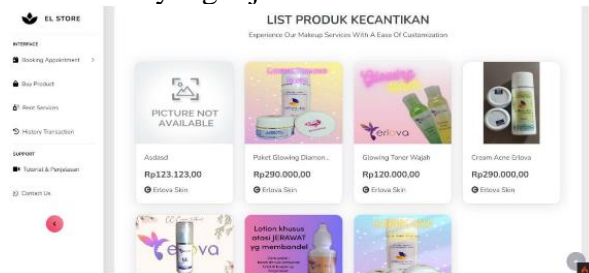 EL STORE
INTERFACE
Booking Appointment
Buy Product
Rent Services
History Transaction
SUPPORT
Tutorial & Penjelasan
Contact Us
LIST PRODUK KECANTIKAN
Experience Our Makeup Services With A Ease Of Customization
PICTURE NOT
AVAILABLE
Glowing
erlova
Asdasd
Paket Glowing Diamon...
Glowing Toner Wajah
Cream Acne Erlova
Rp123.123,00
Rp290.000,00
Rp120.000,00
Rp290.000,00
Erlova Skin
Erlova Skin
Erlova Skin
Erlova Skin
Lotion khusus
atasi JERAWAT
yg membandel